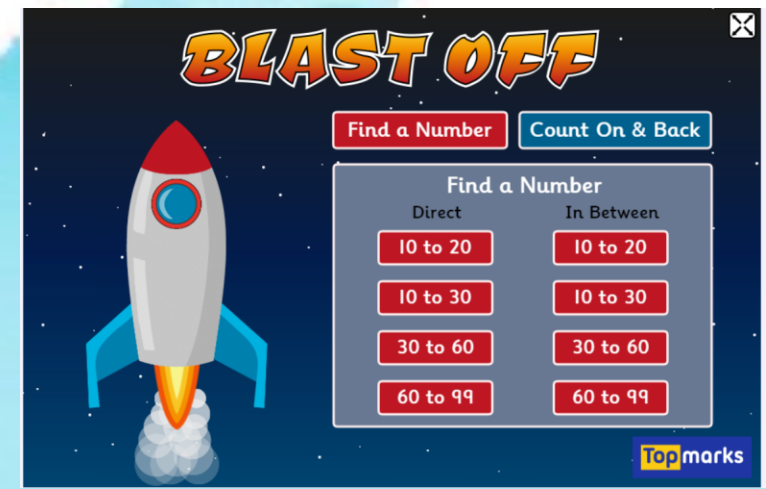 BLAST OFF
Find a Number Count On & Back
Find a Number
Direct In Between
10 to 20 10 to 20
10 to 30 10 to 30
30 to 60 30 to 60
60 to 99 60 to 99
Topmarks